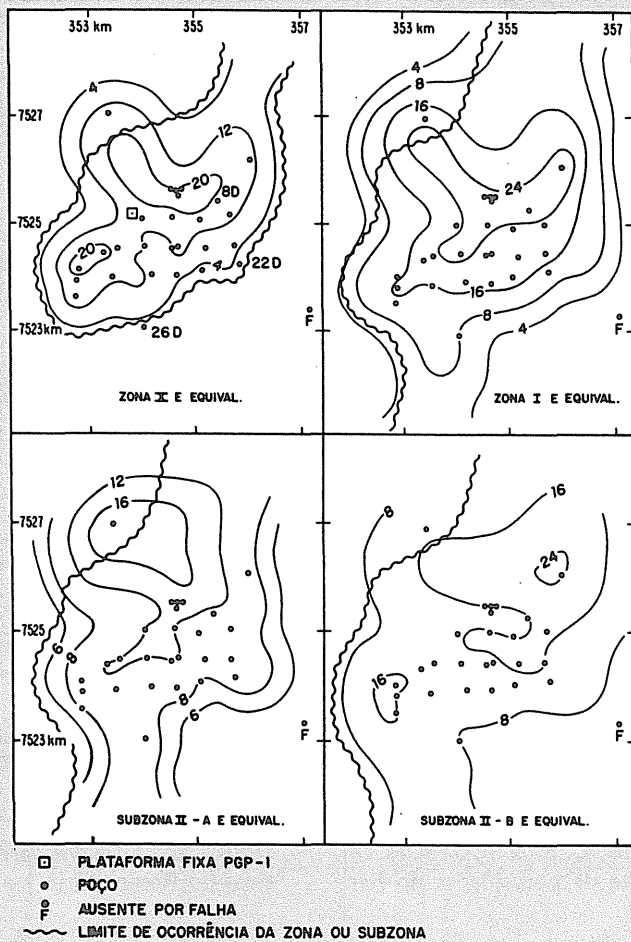 353 km 355 357
353 km 355 357
7527
7525
7523km
4
12
20
8D
20
4
22D
26D
F
ZONA X E EQUIVAL.
4
8
16
24
16
8
4
F
ZONA I E EQUIVAL.
7527
7525
7523km
12
16
6
8
8
6
F
SUBZONA II - A E EQUIVAL.
8
16
24
16
8
F
SUBZONA II - B E EQUIVAL.
PLATAFORMA FIXA PGP-I
POÇO
F AUSENTE POR FALHA
LIMITE DE OCORRÊNCIA DA ZONA OU SUBZONA